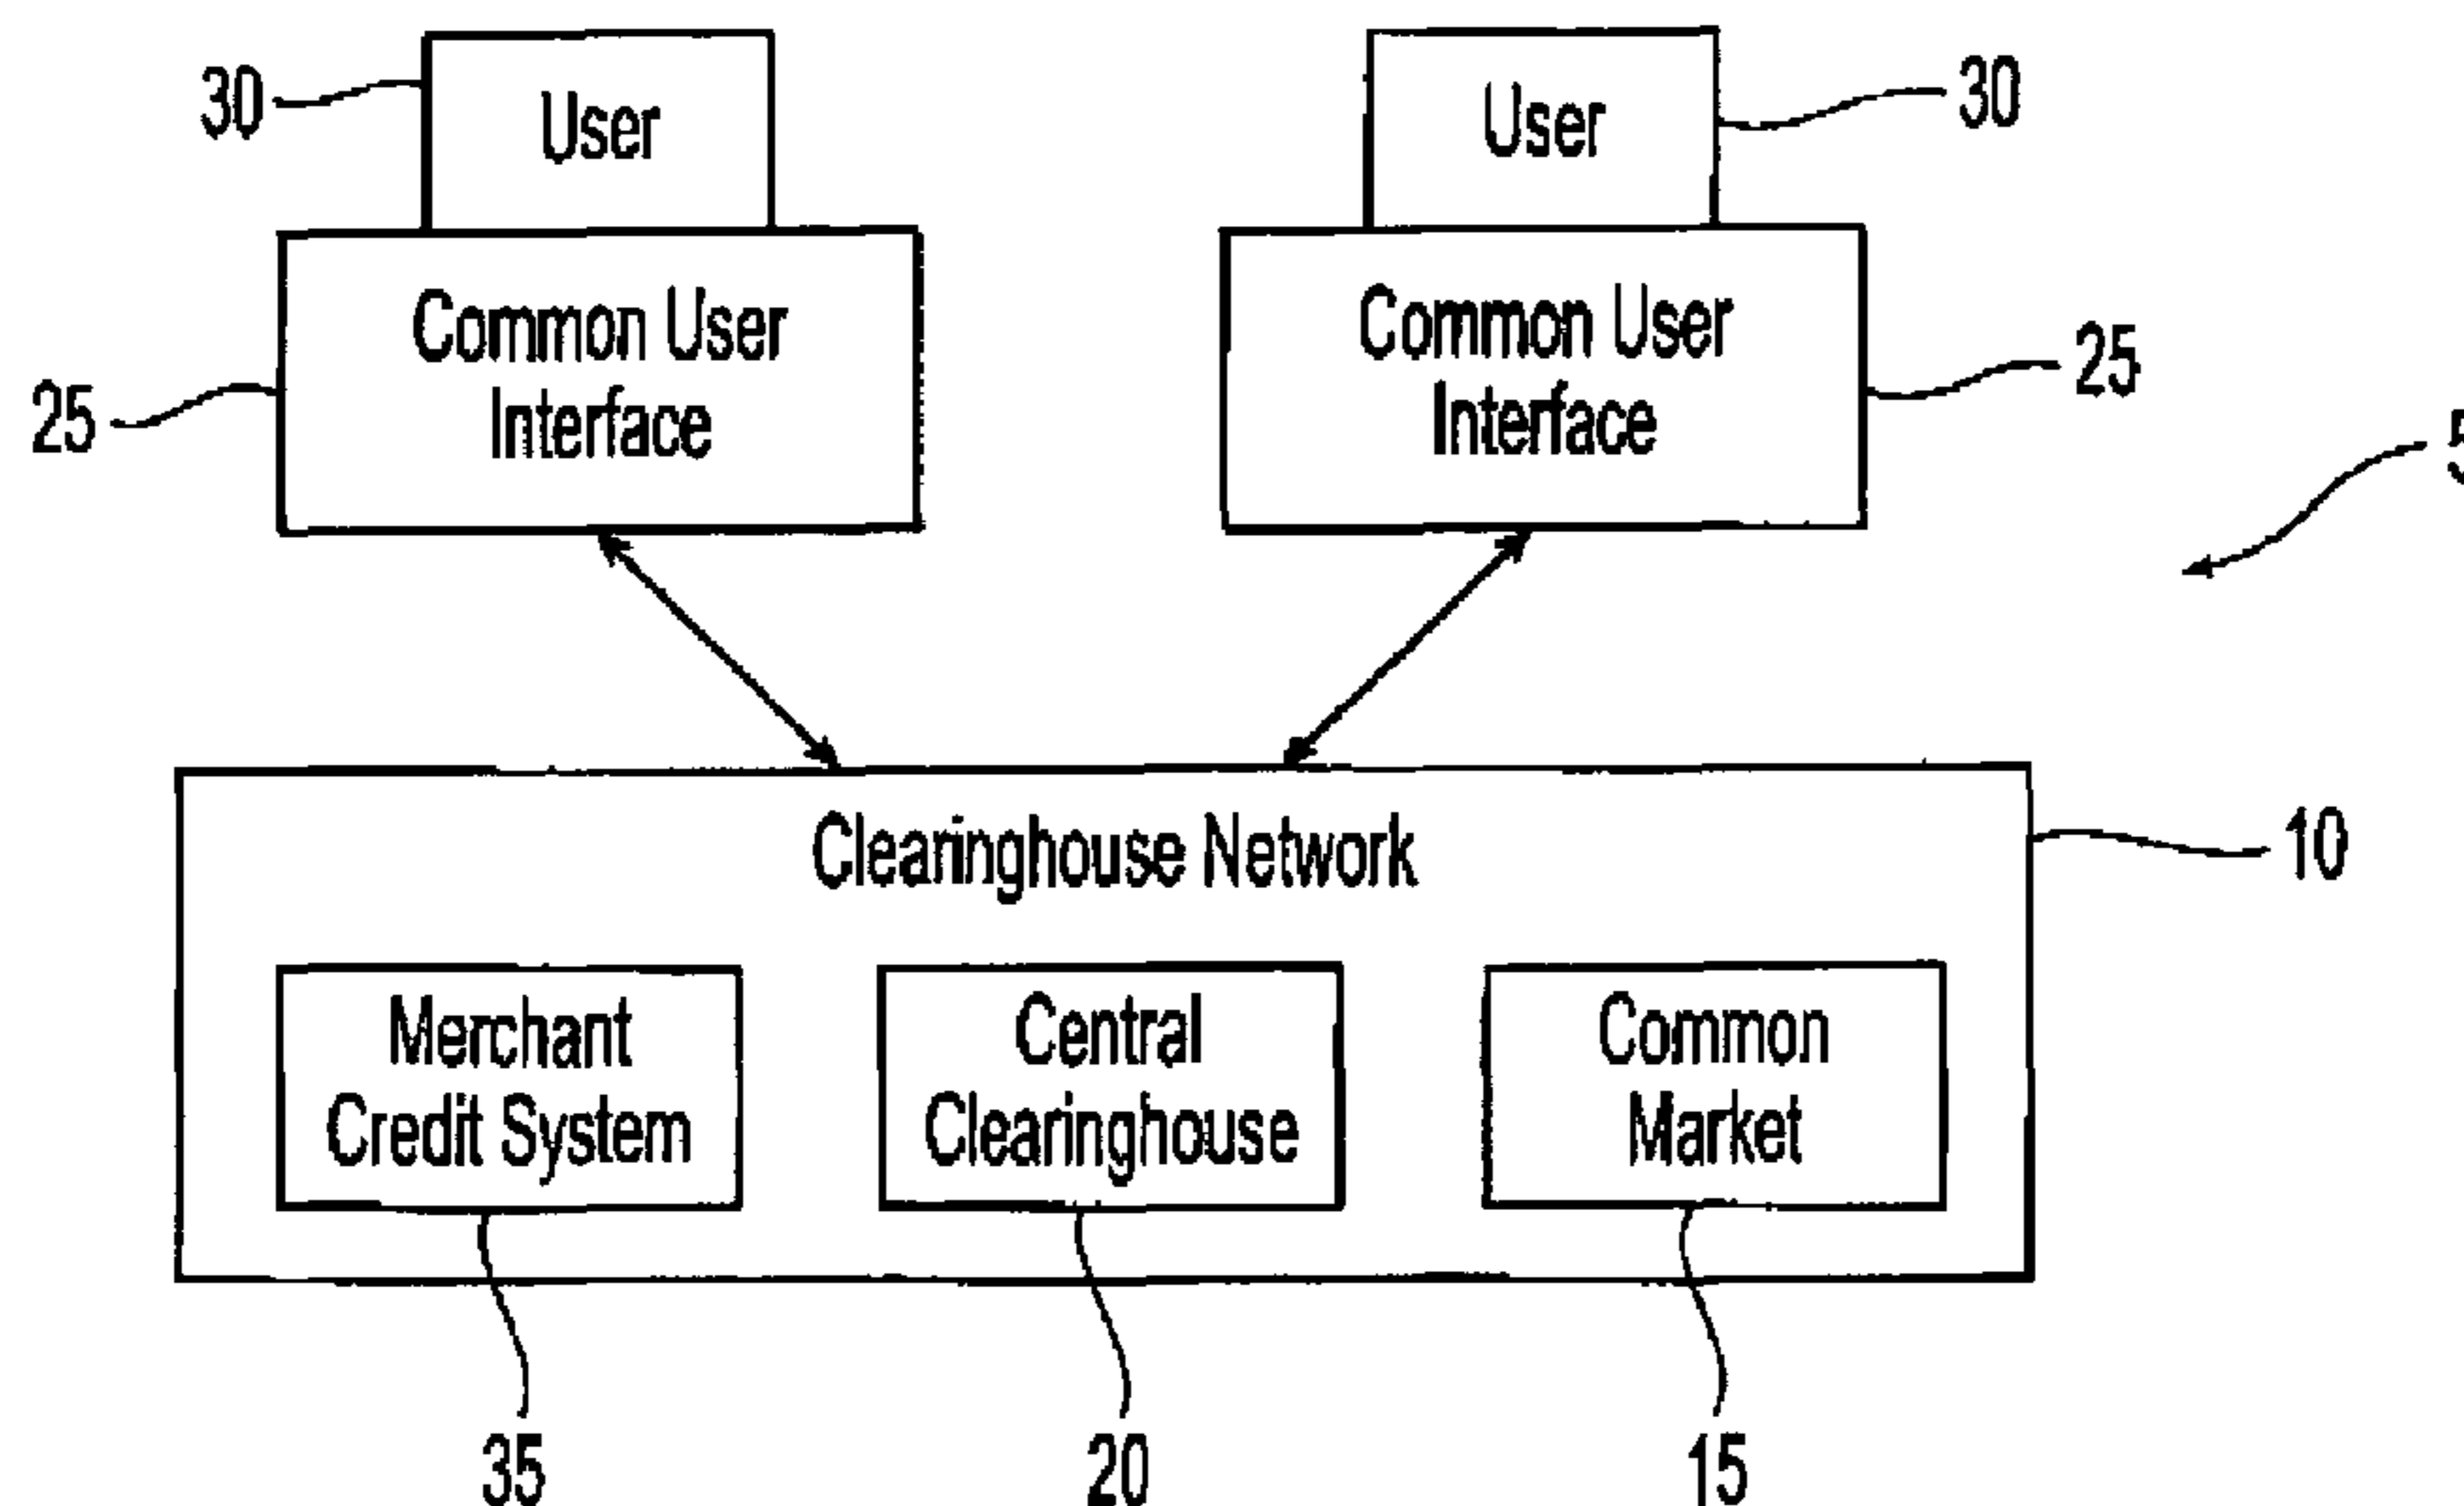 30
User
User
30
Common User
Interface
Common User
Interface
25
25
5
Clearinghouse Network
10
Merchant
Credit System
Central
Clearinghouse
Common
Market
35
20
15